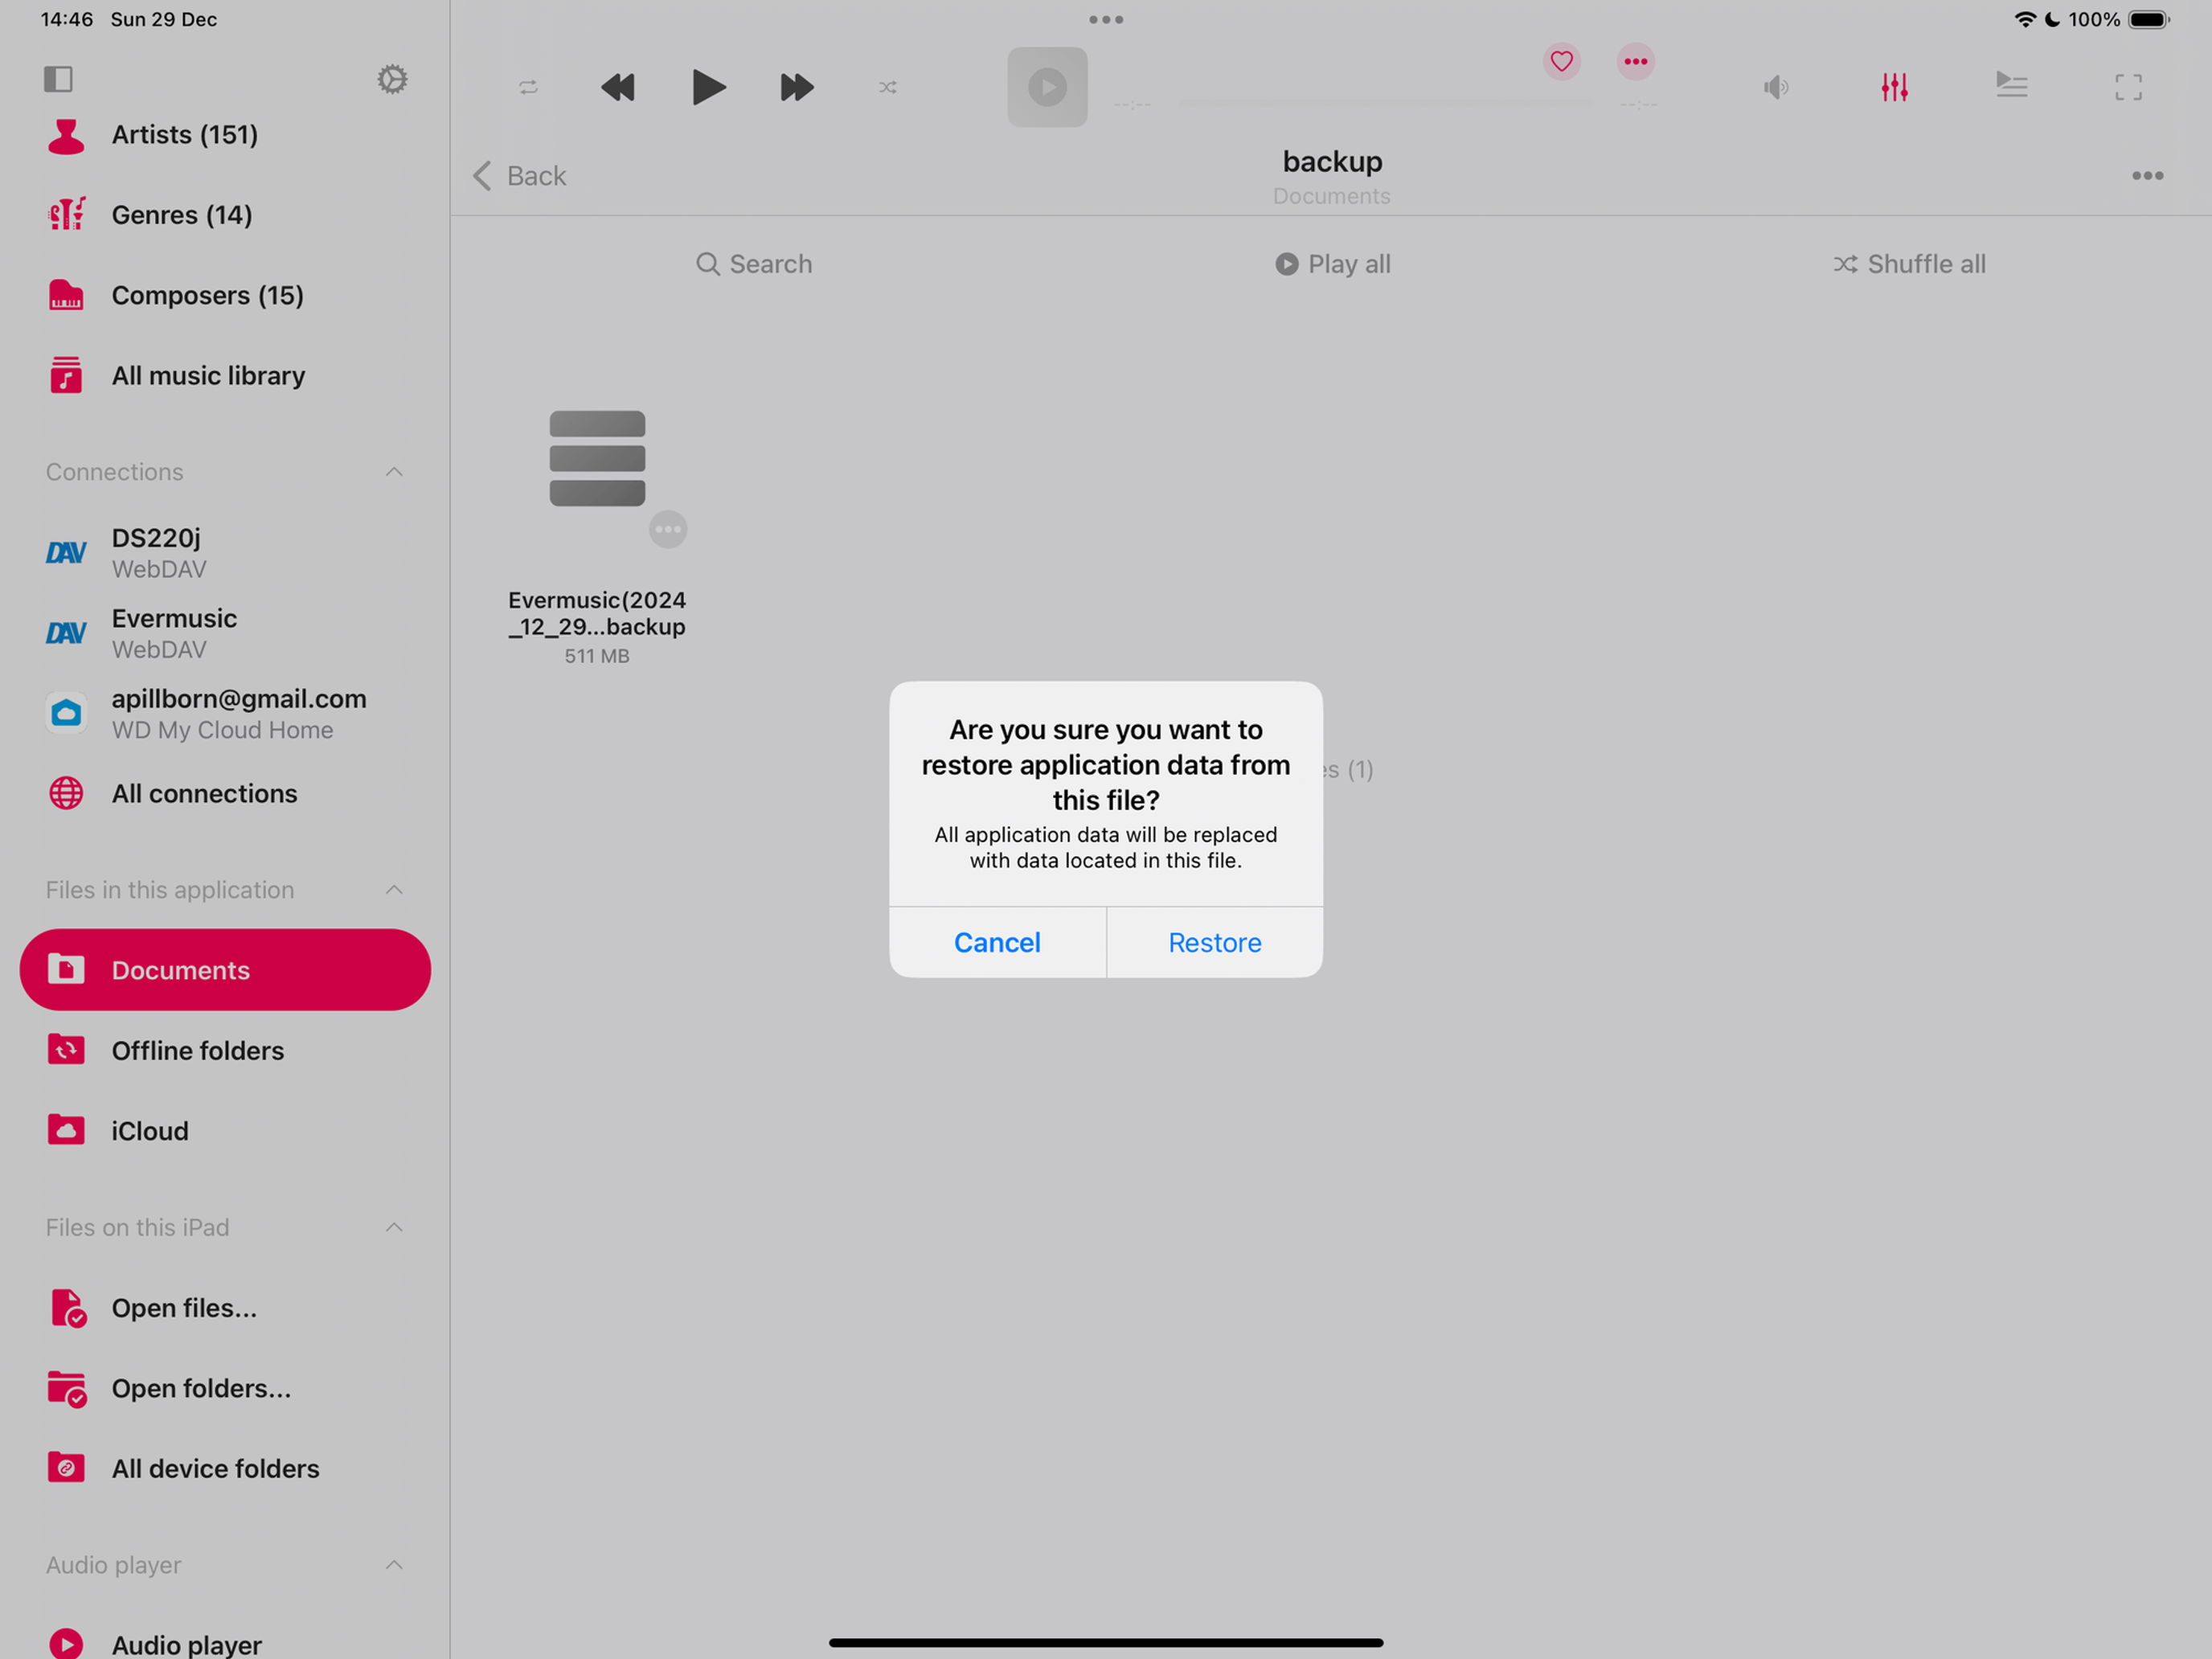 14:46 Sun 29 Dec
100%
Artists (151)
Genres (14)
Composers (15)
All music library
Connections
DAV
DS220j
WebDAV
DAV
Evermusic
WebDAV
apillborn@gmail.com
WD My Cloud Home
All connections
Files in this application
Documents
Offline folders
iCloud
Files on this iPad
Open files...
Open folders...
All device folders
Audio player
Audio player
--:--
--:--
Back
backup
Documents
Search
Play all
Shuffle all
Evermusic(2024
_12_29...backup
511 MB
es (1)
Are you sure you want to
restore application data from
this file?
All application data will be replaced
with data located in this file.
Cancel
Restore